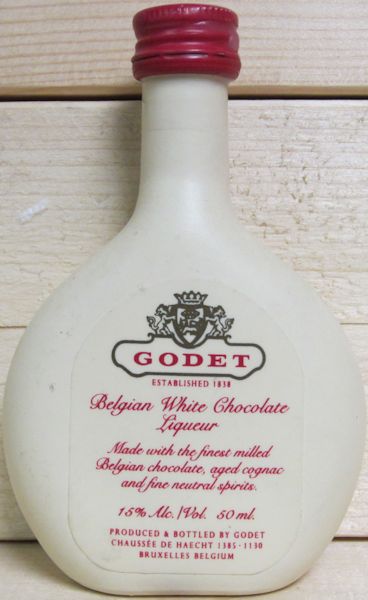 GODET
ESTABLISHED 1838
Belgian White Chocolate
Liqueur
Made with the finest milled
Belgian chocolate, aged cognac
and fine neutral spirits.
15% Alc./Vol. 50 ml.
PRODUCED & BOTTLED BY GODET
CHAUSSÉE DE HAECHT 1385 - 1130
BRUXELLES BELGIUM